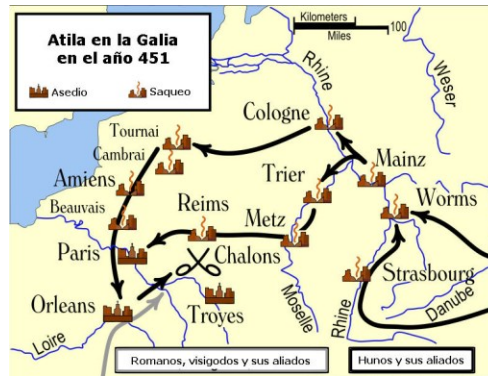 Atila en la Galia
en el año 451
Asedio
Saqueo
Kilometers
100
Miles
Rhine
Weser
Cologne
Tournai
Cambrai
Mainz
Trier
Amiens
Reims
Worms
Beauvais
Metz
Paris
Chalons
Strasbourg
Orleans
Troyes
Danube
Moselle
Rhine
Loire
Romanos, visigodos y sus aliados
Hunos y sus aliados